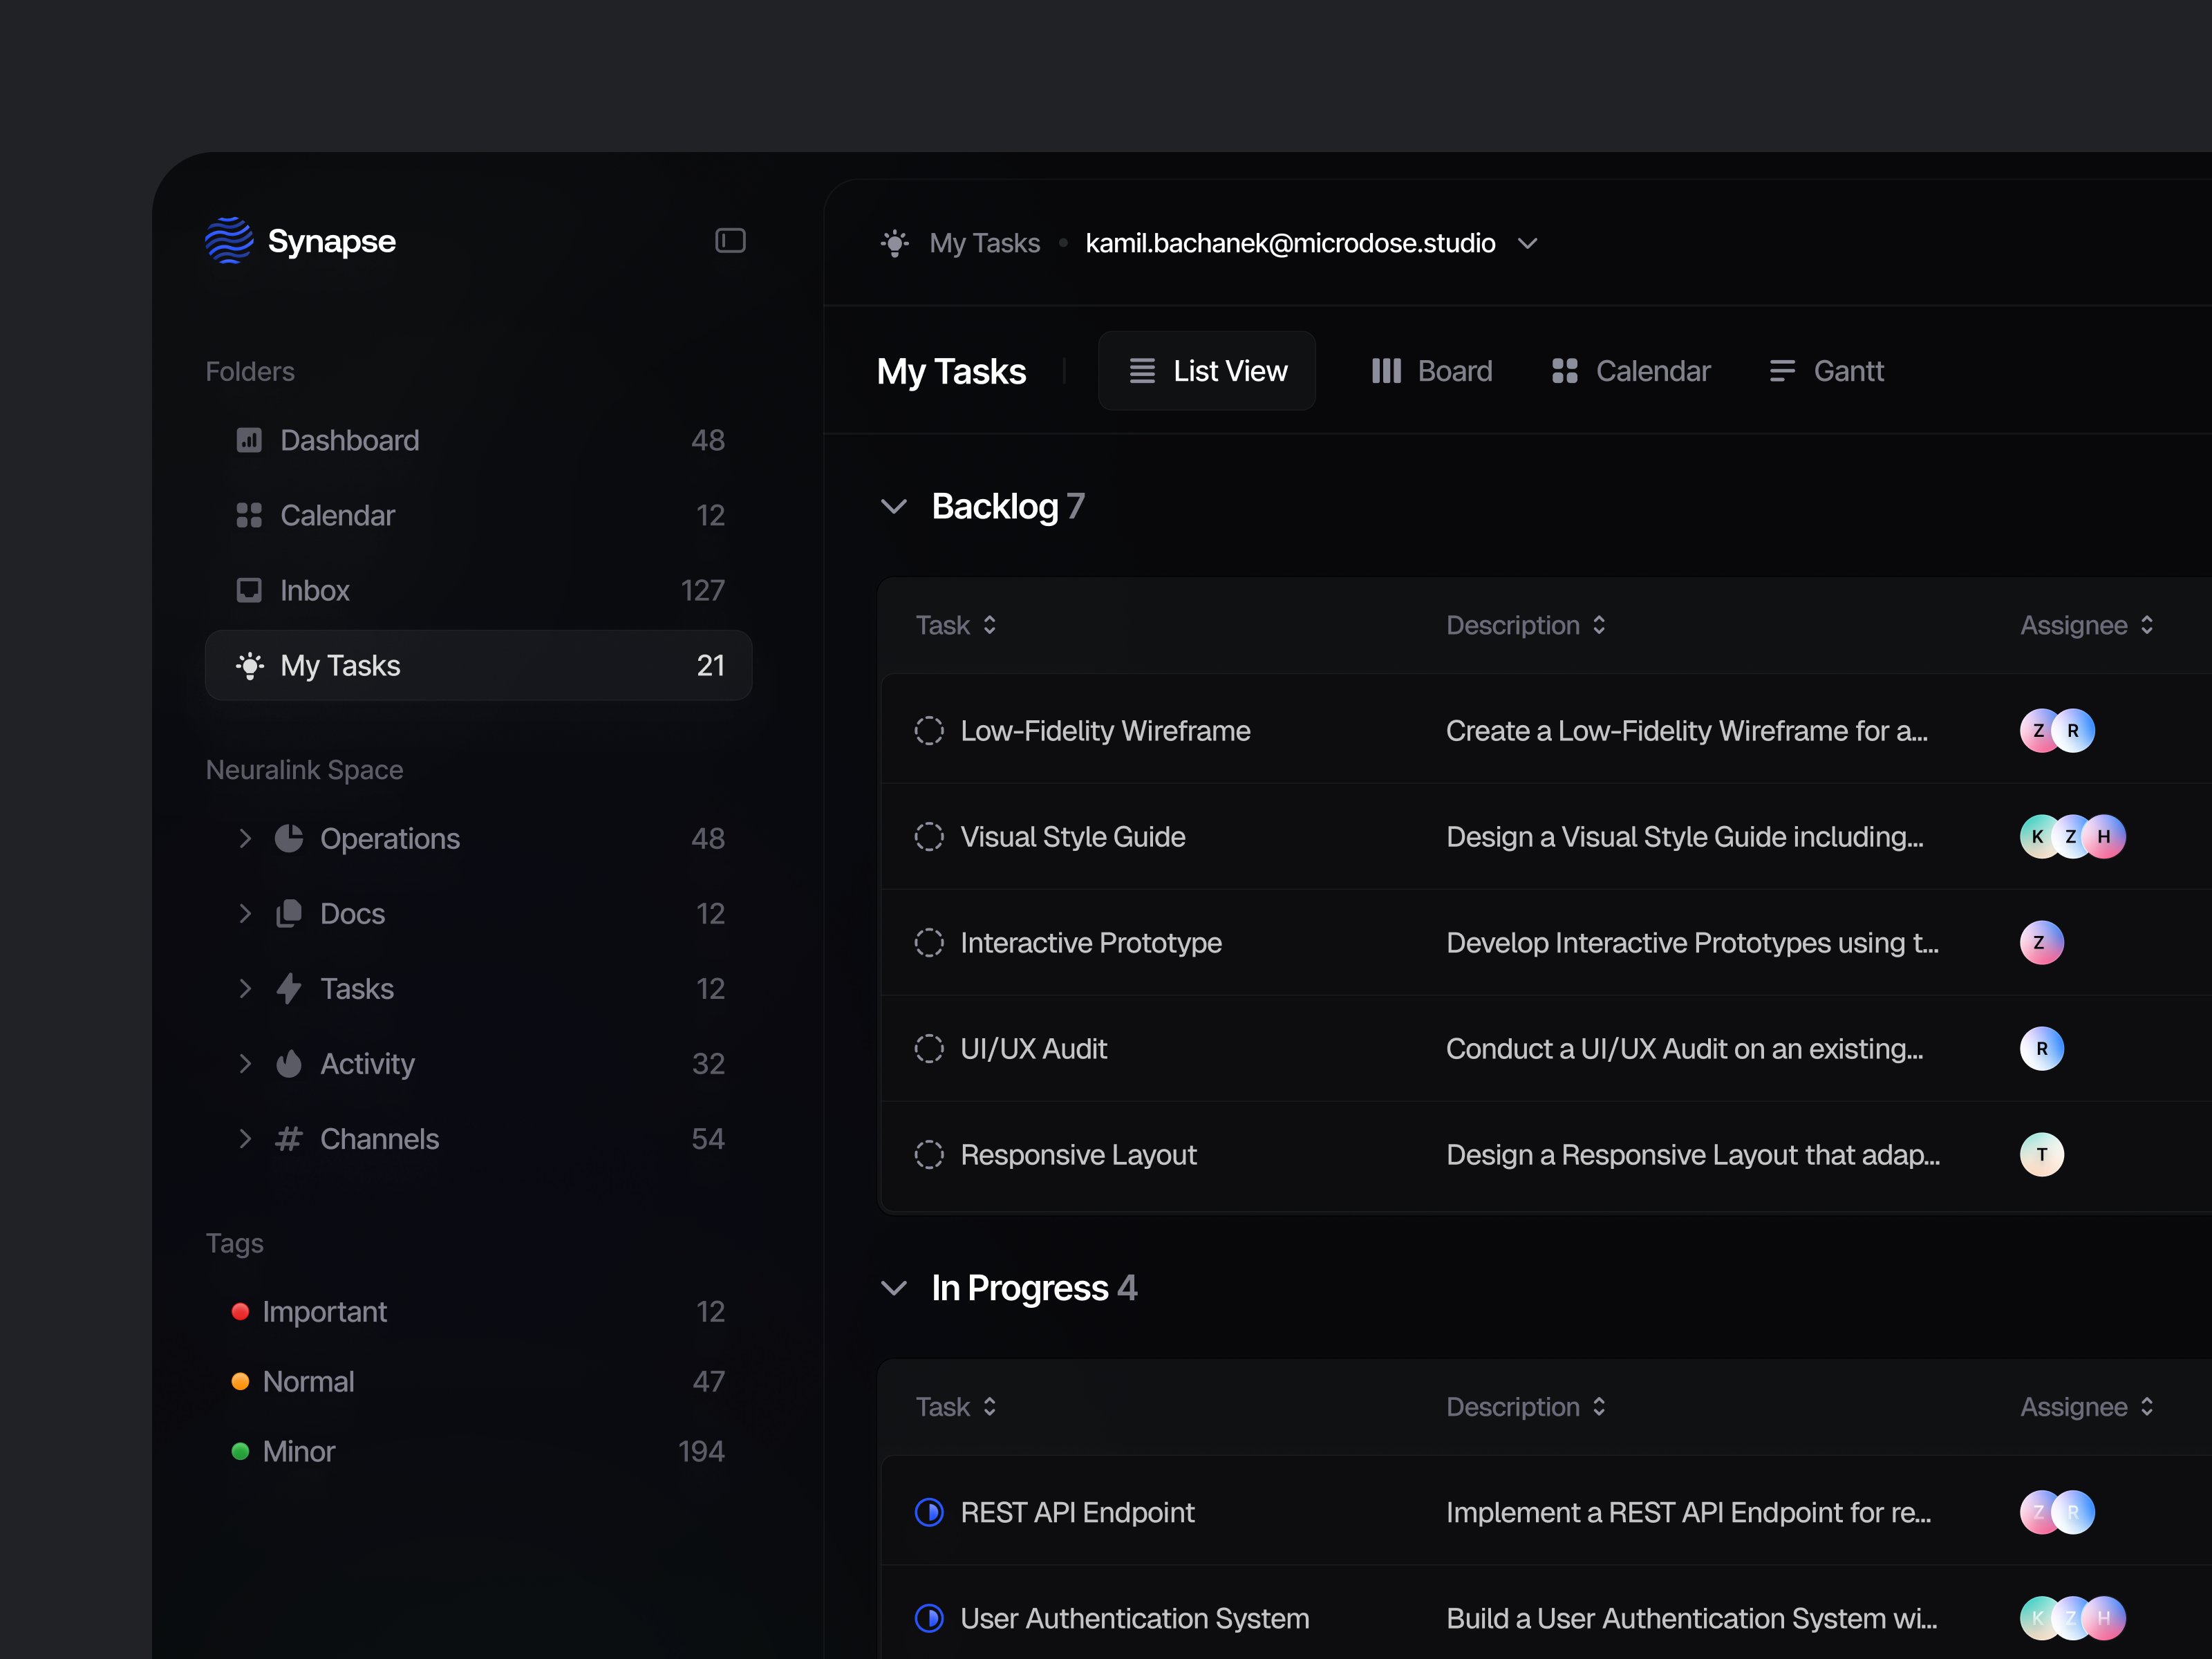 Synapse
Folders
Dashboard 48
Calendar 12
Inbox 127
My Tasks 21
Neuralink Space
Operations 48
Docs 12
Tasks 12
Activity 32
Channels 54
Tags
Important 12
Normal 47
Minor 194
My Tasks • kamil.bachanek@microdose.studio
My Tasks List View Board Calendar Gantt
Backlog 7
Task Description Assignee
Low-Fidelity Wireframe Create a Low-Fidelity Wireframe for a... Z R
Visual Style Guide Design a Visual Style Guide including... K Z H
Interactive Prototype Develop Interactive Prototypes using t... Z
UI/UX Audit Conduct a UI/UX Audit on an existing... R
Responsive Layout Design a Responsive Layout that adap... T
In Progress 4
Task Description Assignee
REST API Endpoint Implement a REST API Endpoint for re... Z R
User Authentication System Build a User Authentication System wi... K Z H